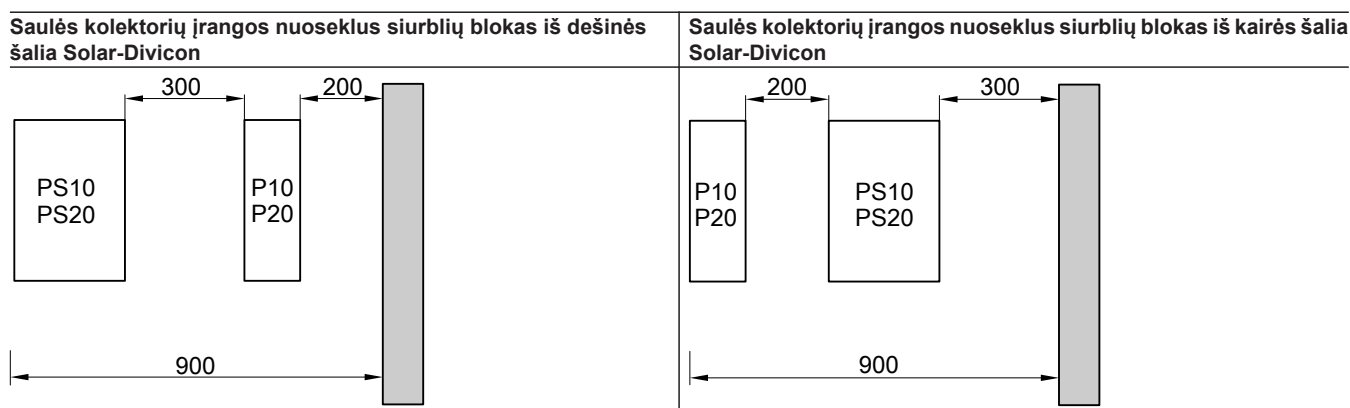 Saulės kolektorių įrangos nuoseklus siurblių blokas iš dešinės
šalia Solar-Divicon
300
200
PS10
PS20
P10
P20
900
Saulės kolektorių įrangos nuoseklus siurblių blokas iš kairės šalia
Solar-Divicon
200
300
P10
P20
PS10
PS20
900